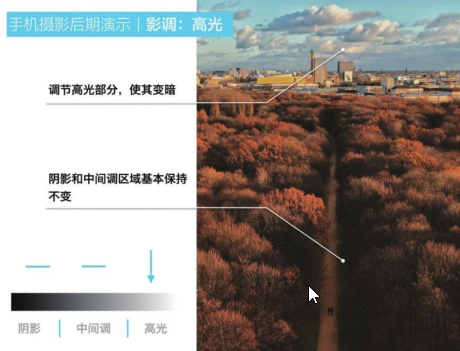 手机摄影后期演示｜影调：高光
调节高光部分，使其变暗
阴影和中间调区域基本保持
不变
阴影｜中间调｜高光